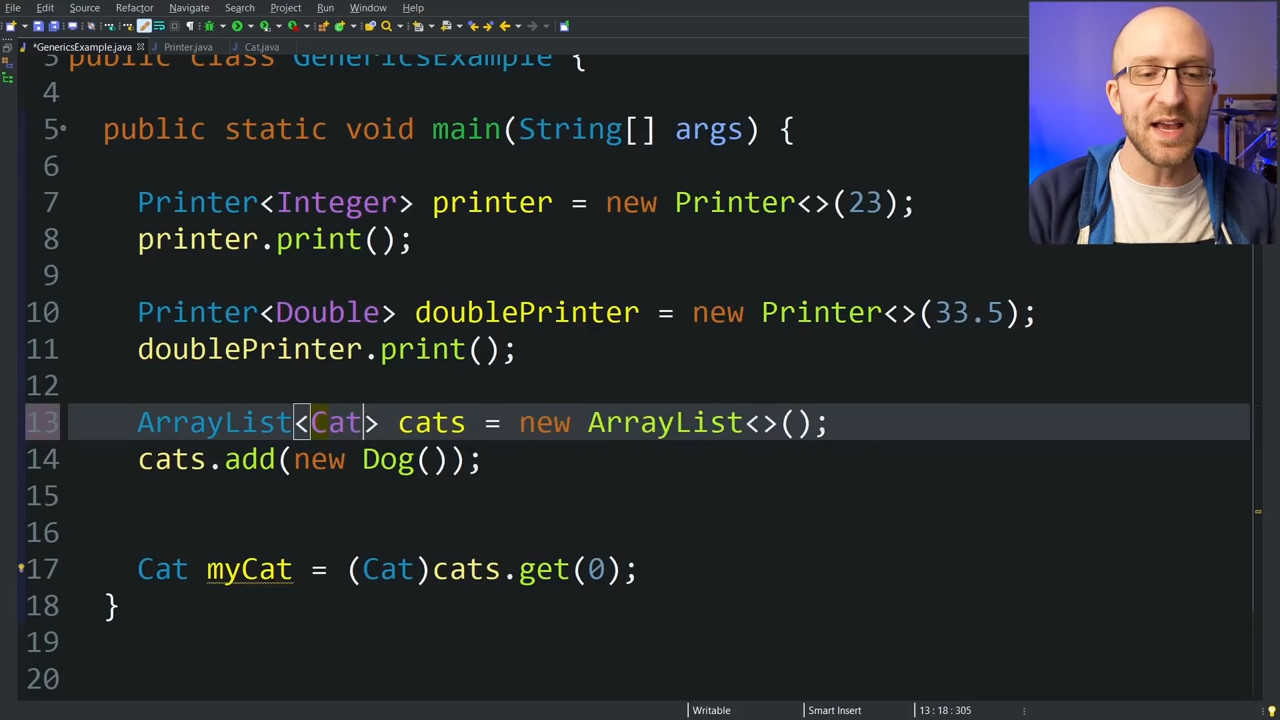 File Edit Source Refactor Navigate Search Project Run Window Help
*GenericsExample.java Printer.java Cat.java
3 public class GenericsExample {
4
5 public static void main(String[] args) {
6
7 Printer<Integer> printer = new Printer<>(23);
8 printer.print();
9
10 Printer<Double> doublePrinter = new Printer<>(33.5);
11 doublePrinter.print();
12
13 ArrayList<Cat> cats = new ArrayList<>();
14 cats.add(new Dog());
15
16
17 Cat myCat = (Cat)cats.get(0);
18 }
19
20
Writable Smart Insert 13 : 18 : 305